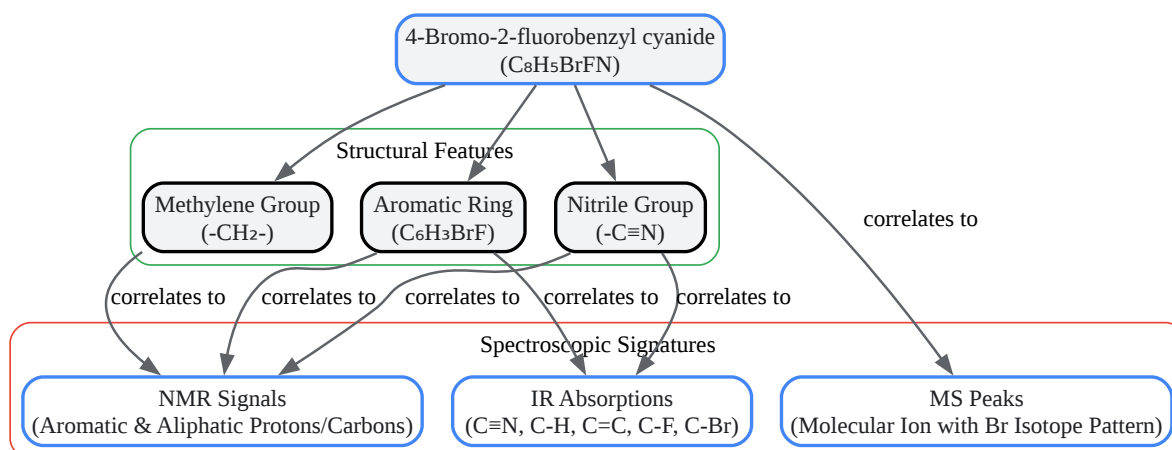 4-Bromo-2-fluorobenzyl cyanide
(C₈H₅BrFN)
Structural Features
Methylene Group
(-CH₂-)
Aromatic Ring
(C₆H₃BrF)
Nitrile Group
(-C≡N)
correlates to
correlates to
correlates to
correlates to
correlates to
correlates to
Spectroscopic Signatures
NMR Signals
(Aromatic & Aliphatic Protons/Carbons)
IR Absorptions
(C≡N, C-H, C=C, C-F, C-Br)
MS Peaks
(Molecular Ion with Br Isotope Pattern)